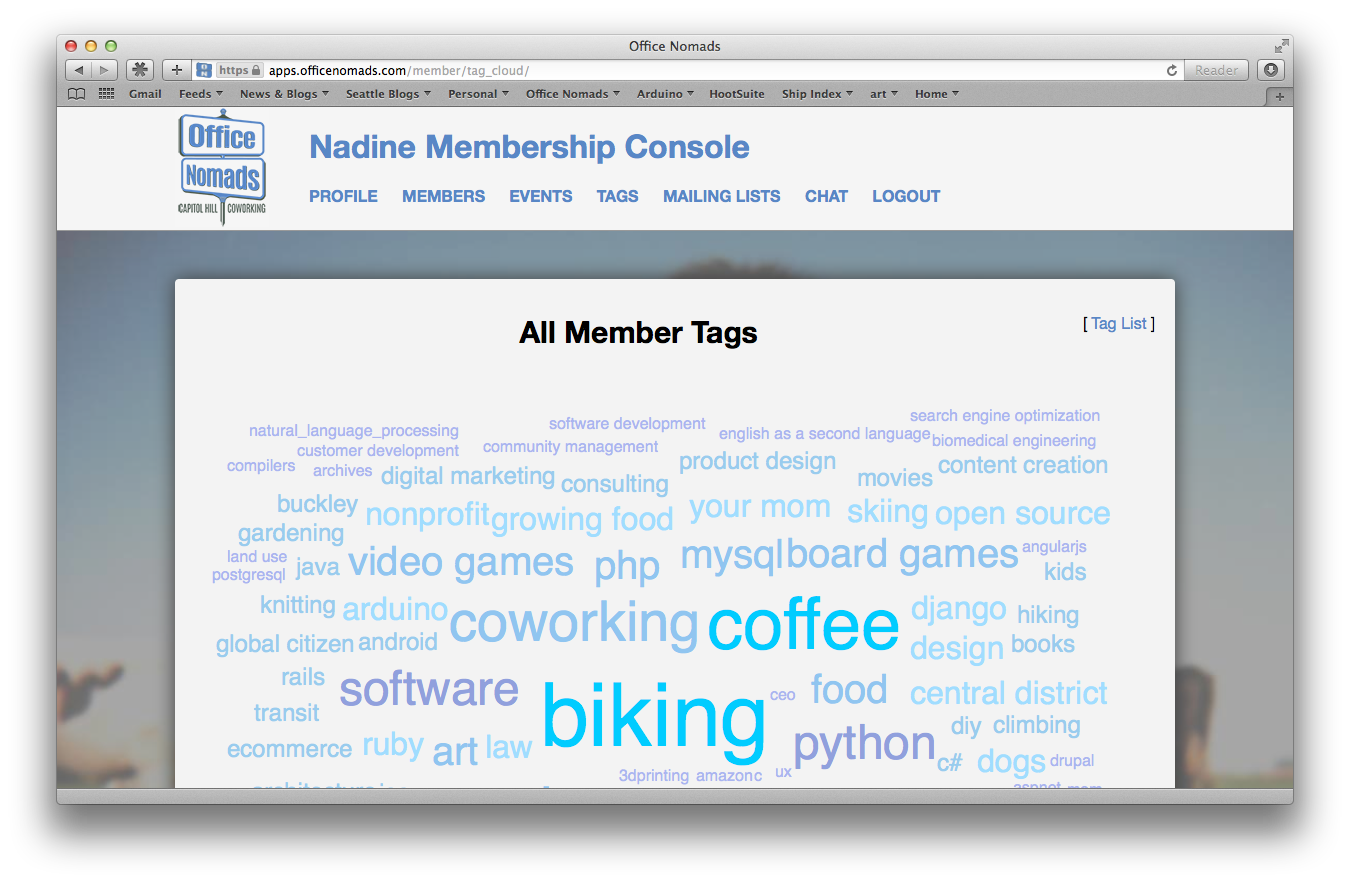 Office Nomads
https apps.officenomads.com/member/tag_cloud/ Reader
Gmail Feeds News & Blogs Seattle Blogs Personal Office Nomads Arduino HootSuite Ship Index art Home
Office
Nomads
CAPITOL HILL COWORKING
Nadine Membership Console
PROFILE MEMBERS EVENTS TAGS MAILING LISTS CHAT LOGOUT
All Member Tags
[ Tag List ]
search engine optimization
natural_language_processing software development english as a second language biomedical engineering
customer development community management
compilers archives digital marketing consulting product design movies content creation
buckley nonprofit growing food your mom skiing open source
gardening
land use video games php mysql board games angularjs
postgresql java kids
knitting arduino coworking coffee django hiking
global citizen android design books
rails software biking ceo food central district
transit python diy climbing
ecommerce ruby art law c# dogs drupal
3dprinting amazonc ux